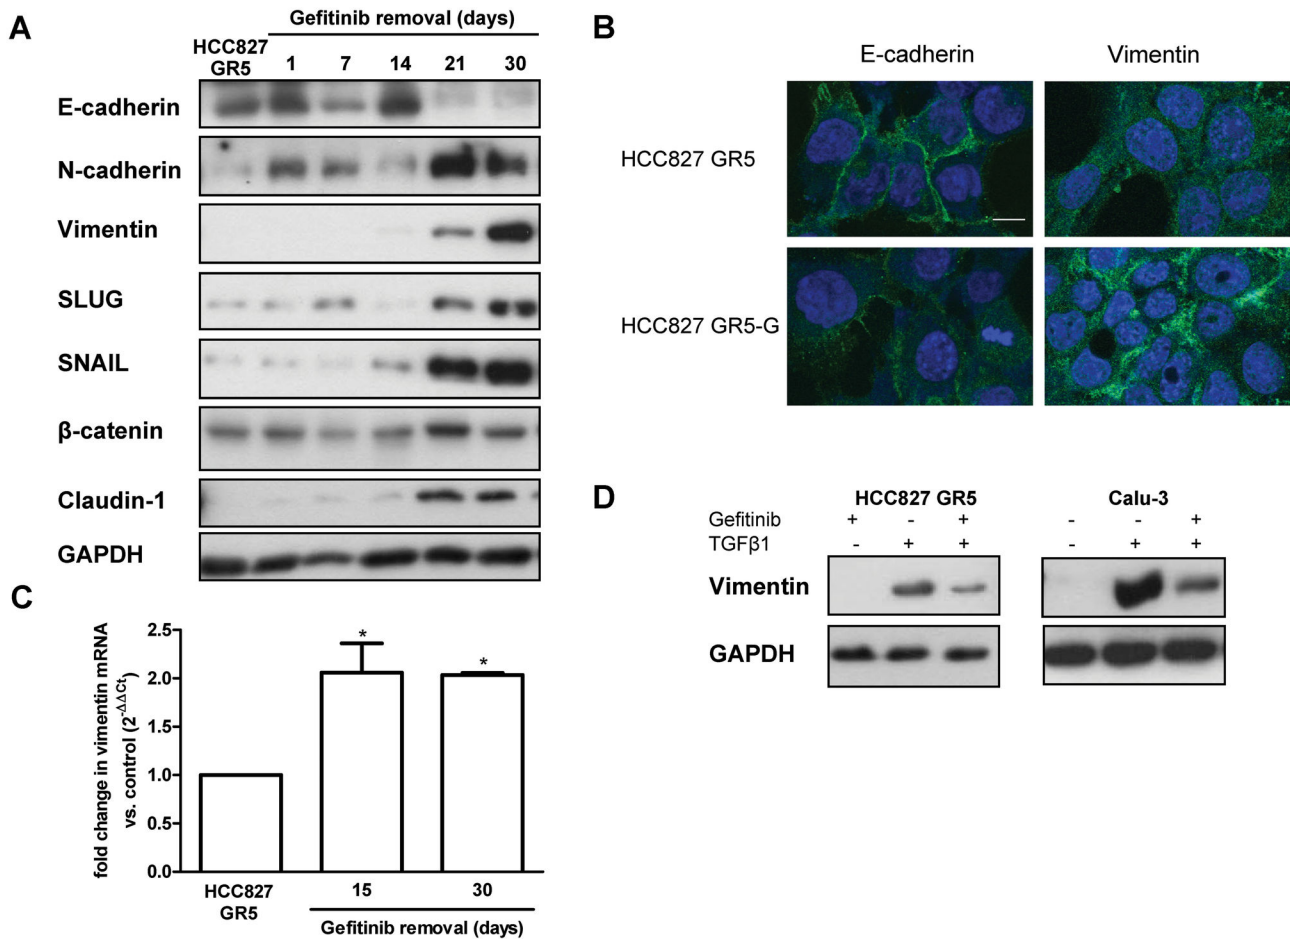 A
Gefitinib removal (days)
HCC827
GR5
1 7 14 21 30
E-cadherin
N-cadherin
Vimentin
SLUG
SNAIL
β-catenin
Claudin-1
GAPDH
B
E-cadherin Vimentin
HCC827 GR5
HCC827 GR5-G
C
fold change in vimentin mRNA
vs. control (2-ΔΔCt)
2.5
2.0
1.5
1.0
0.5
0.0
* *
HCC827
GR5
15 30
Gefitinib removal (days)
D
HCC827 GR5 Calu-3
Gefitinib + - + - - +
TGFβ1 - + + - + +
Vimentin
GAPDH